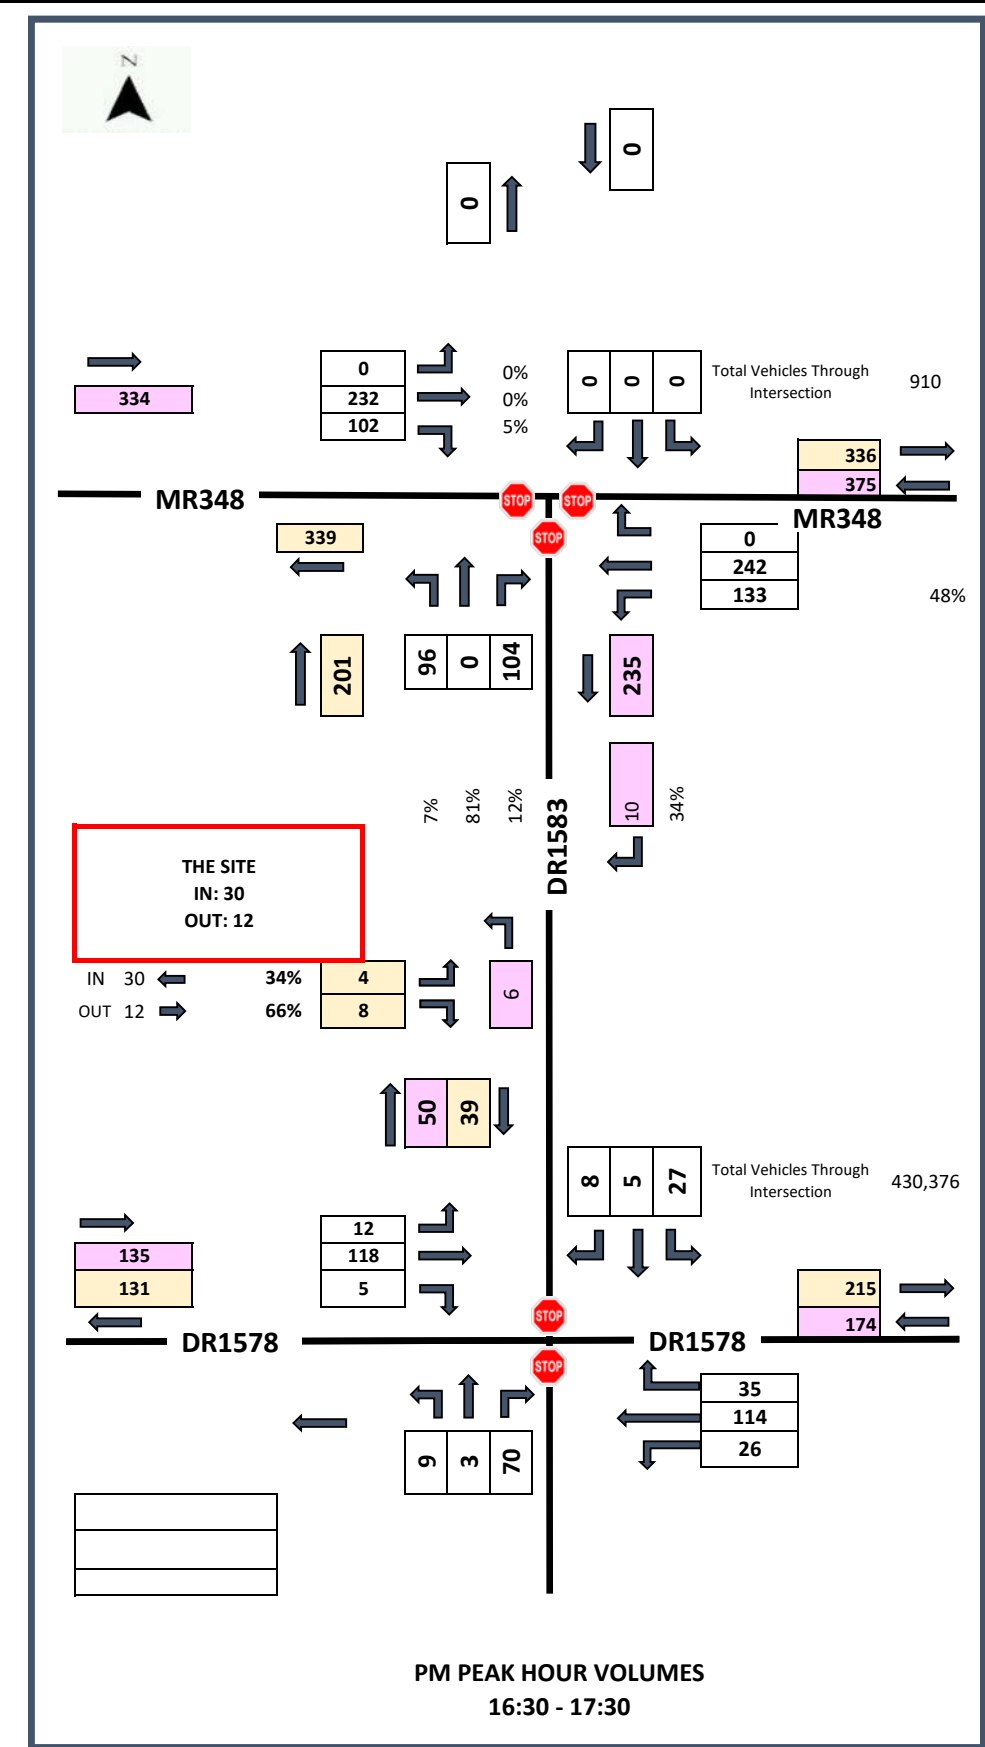 N
0
0
334
0
232
102
0%
0%
5%
0
0
0
Total Vehicles Through
Intersection
910
336
375
MR348
STOP
STOP
STOP
MR348
339
0
242
133
48%
201
96
0
104
235
7%
81%
12%
DR1583
10
34%
THE SITE
IN: 30
OUT: 12
IN 30
34%
4
OUT 12
66%
8
6
50
39
8
5
27
Total Vehicles Through
Intersection
430,376
135
131
12
118
5
215
174
STOP
DR1578
DR1578
STOP
35
114
26
9
3
70
PM PEAK HOUR VOLUMES
16:30 - 17:30